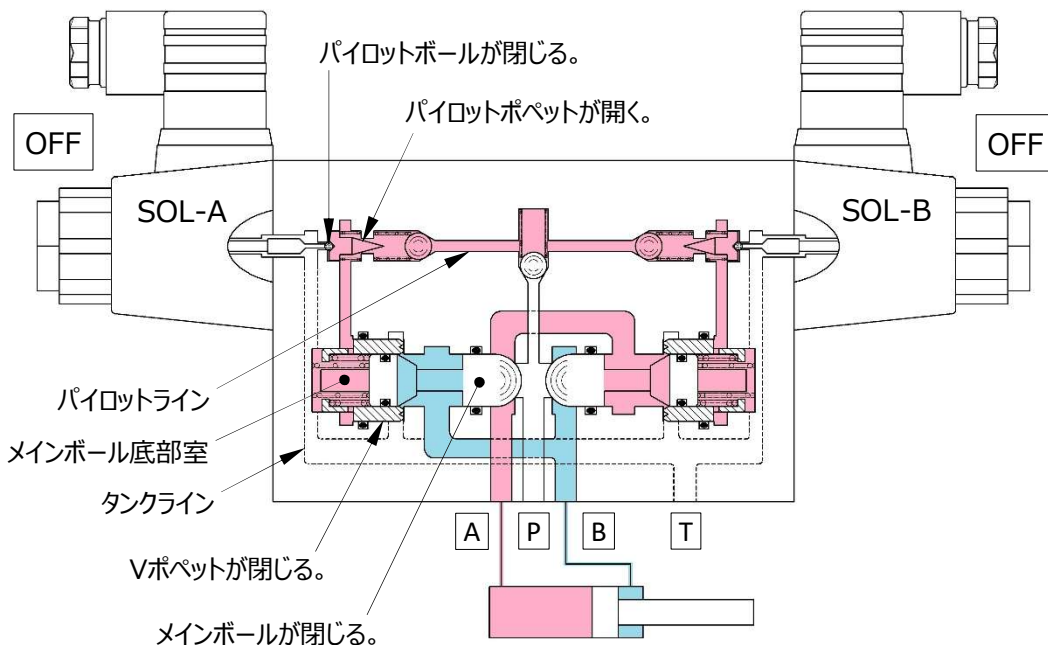 パイロットボールが閉じる。
パイロットポペットが開く。
OFF
OFF
SOL-A
SOL-B
パイロットライン
メインボール底部室
タンクライン
A
P
B
T
Vポペットが閉じる。
メインボールが閉じる。